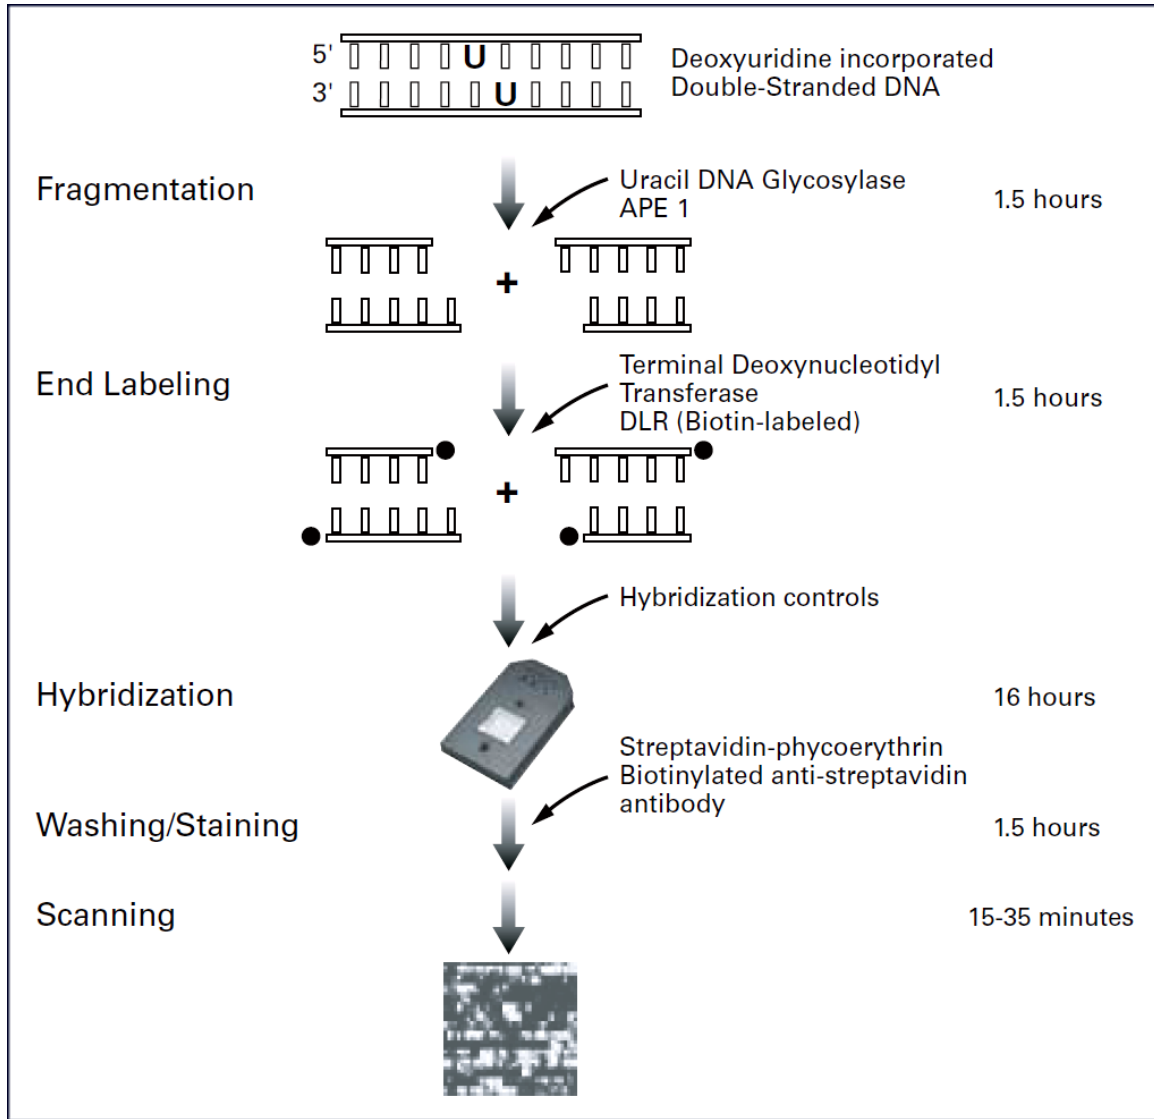 5'
U
3'
U
Deoxyuridine incorporated
Double-Stranded DNA
Fragmentation
Uracil DNA Glycosylase
APE 1
1.5 hours
+
End Labeling
Terminal Deoxynucleotidyl
Transferase
DLR (Biotin-labeled)
1.5 hours
+
Hybridization controls
Hybridization
16 hours
Streptavidin-phycoerythrin
Biotinylated anti-streptavidin
antibody
Washing/Staining
1.5 hours
Scanning
15-35 minutes